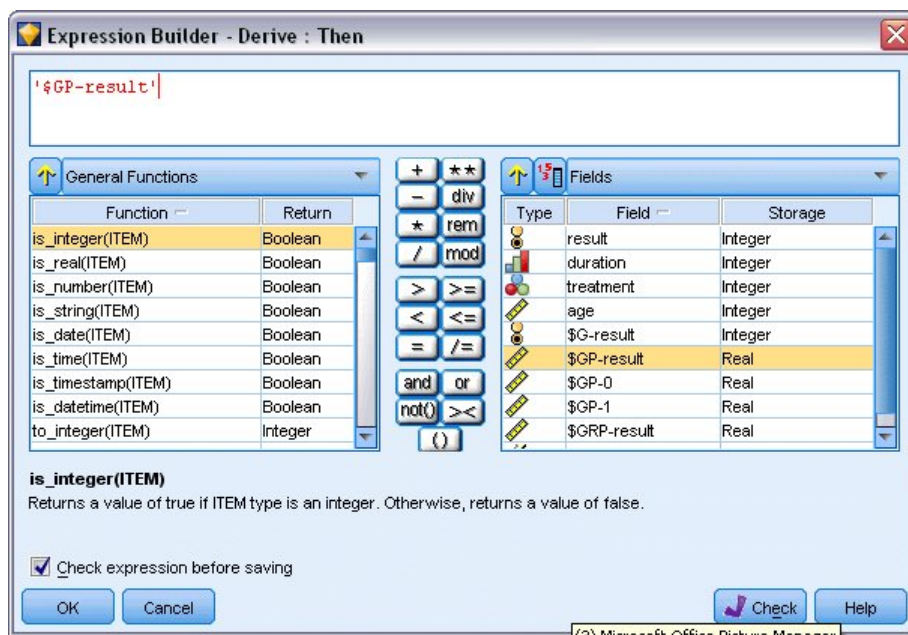 Expression Builder - Derive : Then
'$GP-result'
General Functions
Function Return
is_integer(ITEM) Boolean
is_real(ITEM) Boolean
is_number(ITEM) Boolean
is_string(ITEM) Boolean
is_date(ITEM) Boolean
is_time(ITEM) Boolean
is_timestamp(ITEM) Boolean
is_datetime(ITEM) Boolean
to_integer(ITEM) Integer
+ **
- div
* rem
/ mod
> >=
< <=
= /=
and or
not() ><
()
Fields
Type Field Storage
result Integer
duration Integer
treatment Integer
age Integer
$G-result Integer
$GP-result Real
$GP-0 Real
$GP-1 Real
$GRP-result Real
is_integer(ITEM)
Returns a value of true if ITEM type is an integer. Otherwise, returns a value of false.
Check expression before saving
OK Cancel Check Help
(3) Microsoft Office Picture Manager